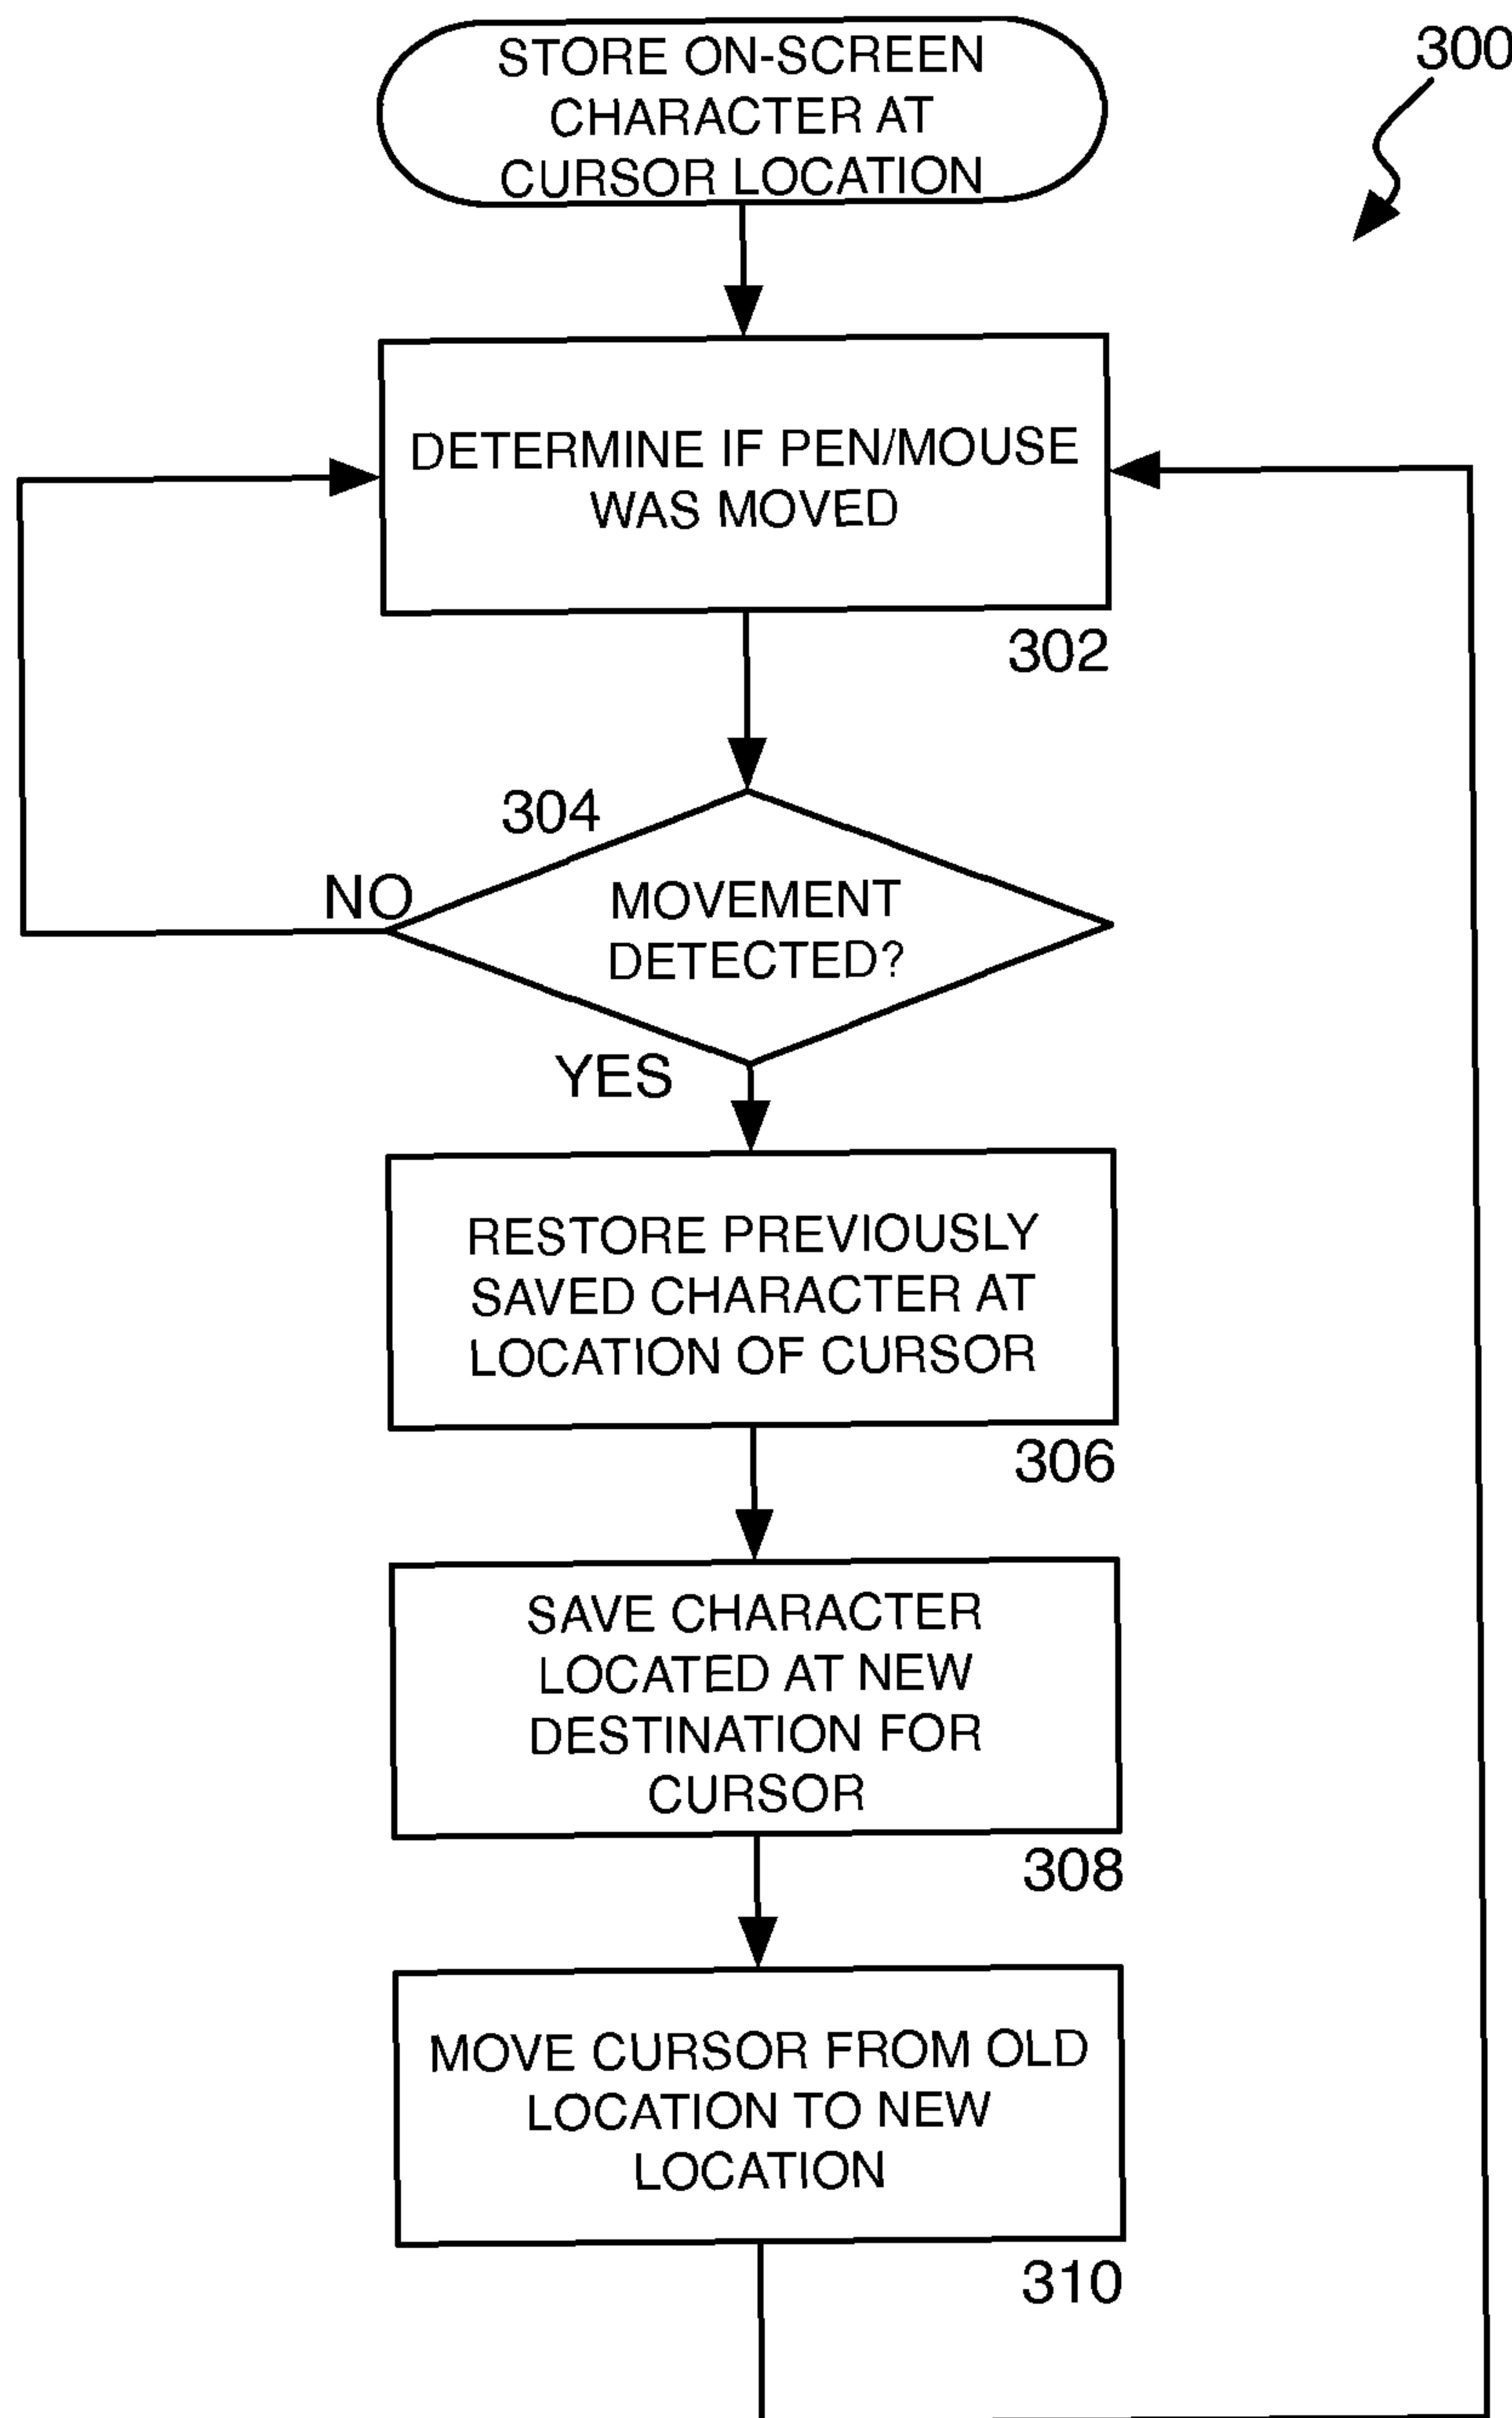 STORE ON-SCREEN
CHARACTER AT
CURSOR LOCATION
300
DETERMINE IF PEN/MOUSE
WAS MOVED
302
304
NO
MOVEMENT
DETECTED?
YES
RESTORE PREVIOUSLY
SAVED CHARACTER AT
LOCATION OF CURSOR
306
SAVE CHARACTER
LOCATED AT NEW
DESTINATION FOR
CURSOR
308
MOVE CURSOR FROM OLD
LOCATION TO NEW
LOCATION
310